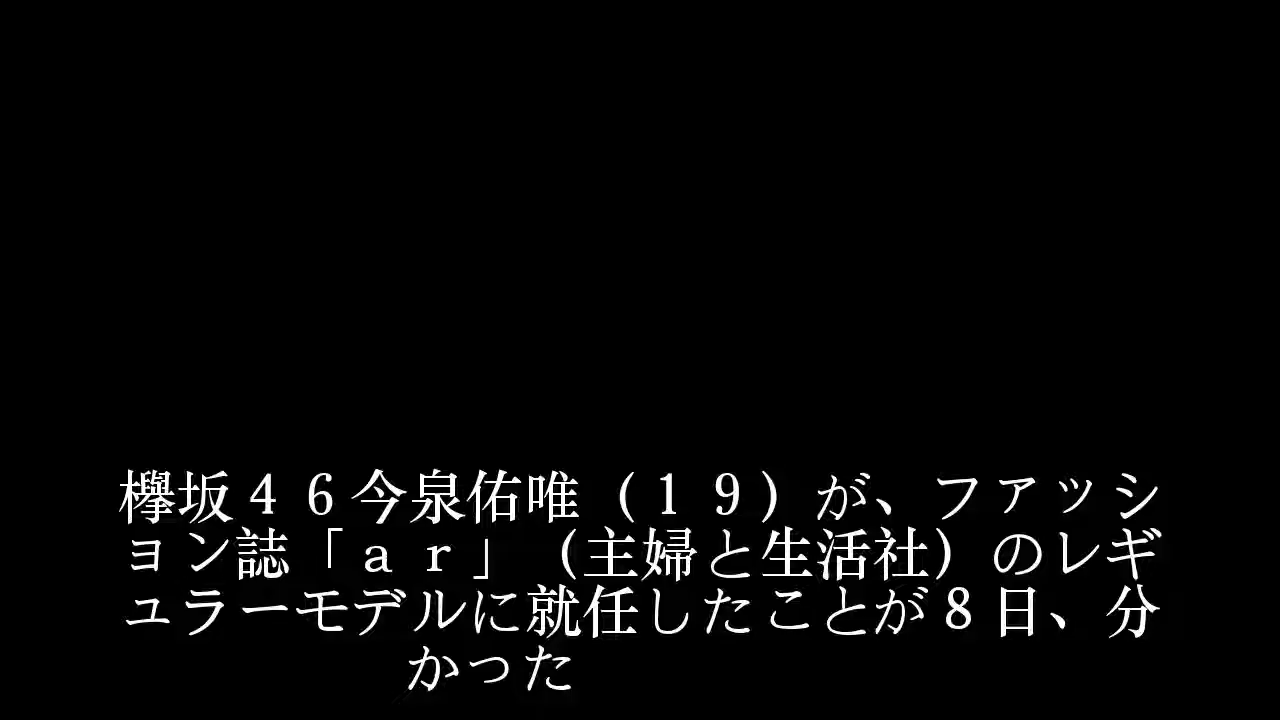 欅坂４６今泉佑唯（１９）が、ファッシ
ョン誌「ａｒ」（主婦と生活社）のレギ
ュラーモデルに就任したことが８日、分
かった